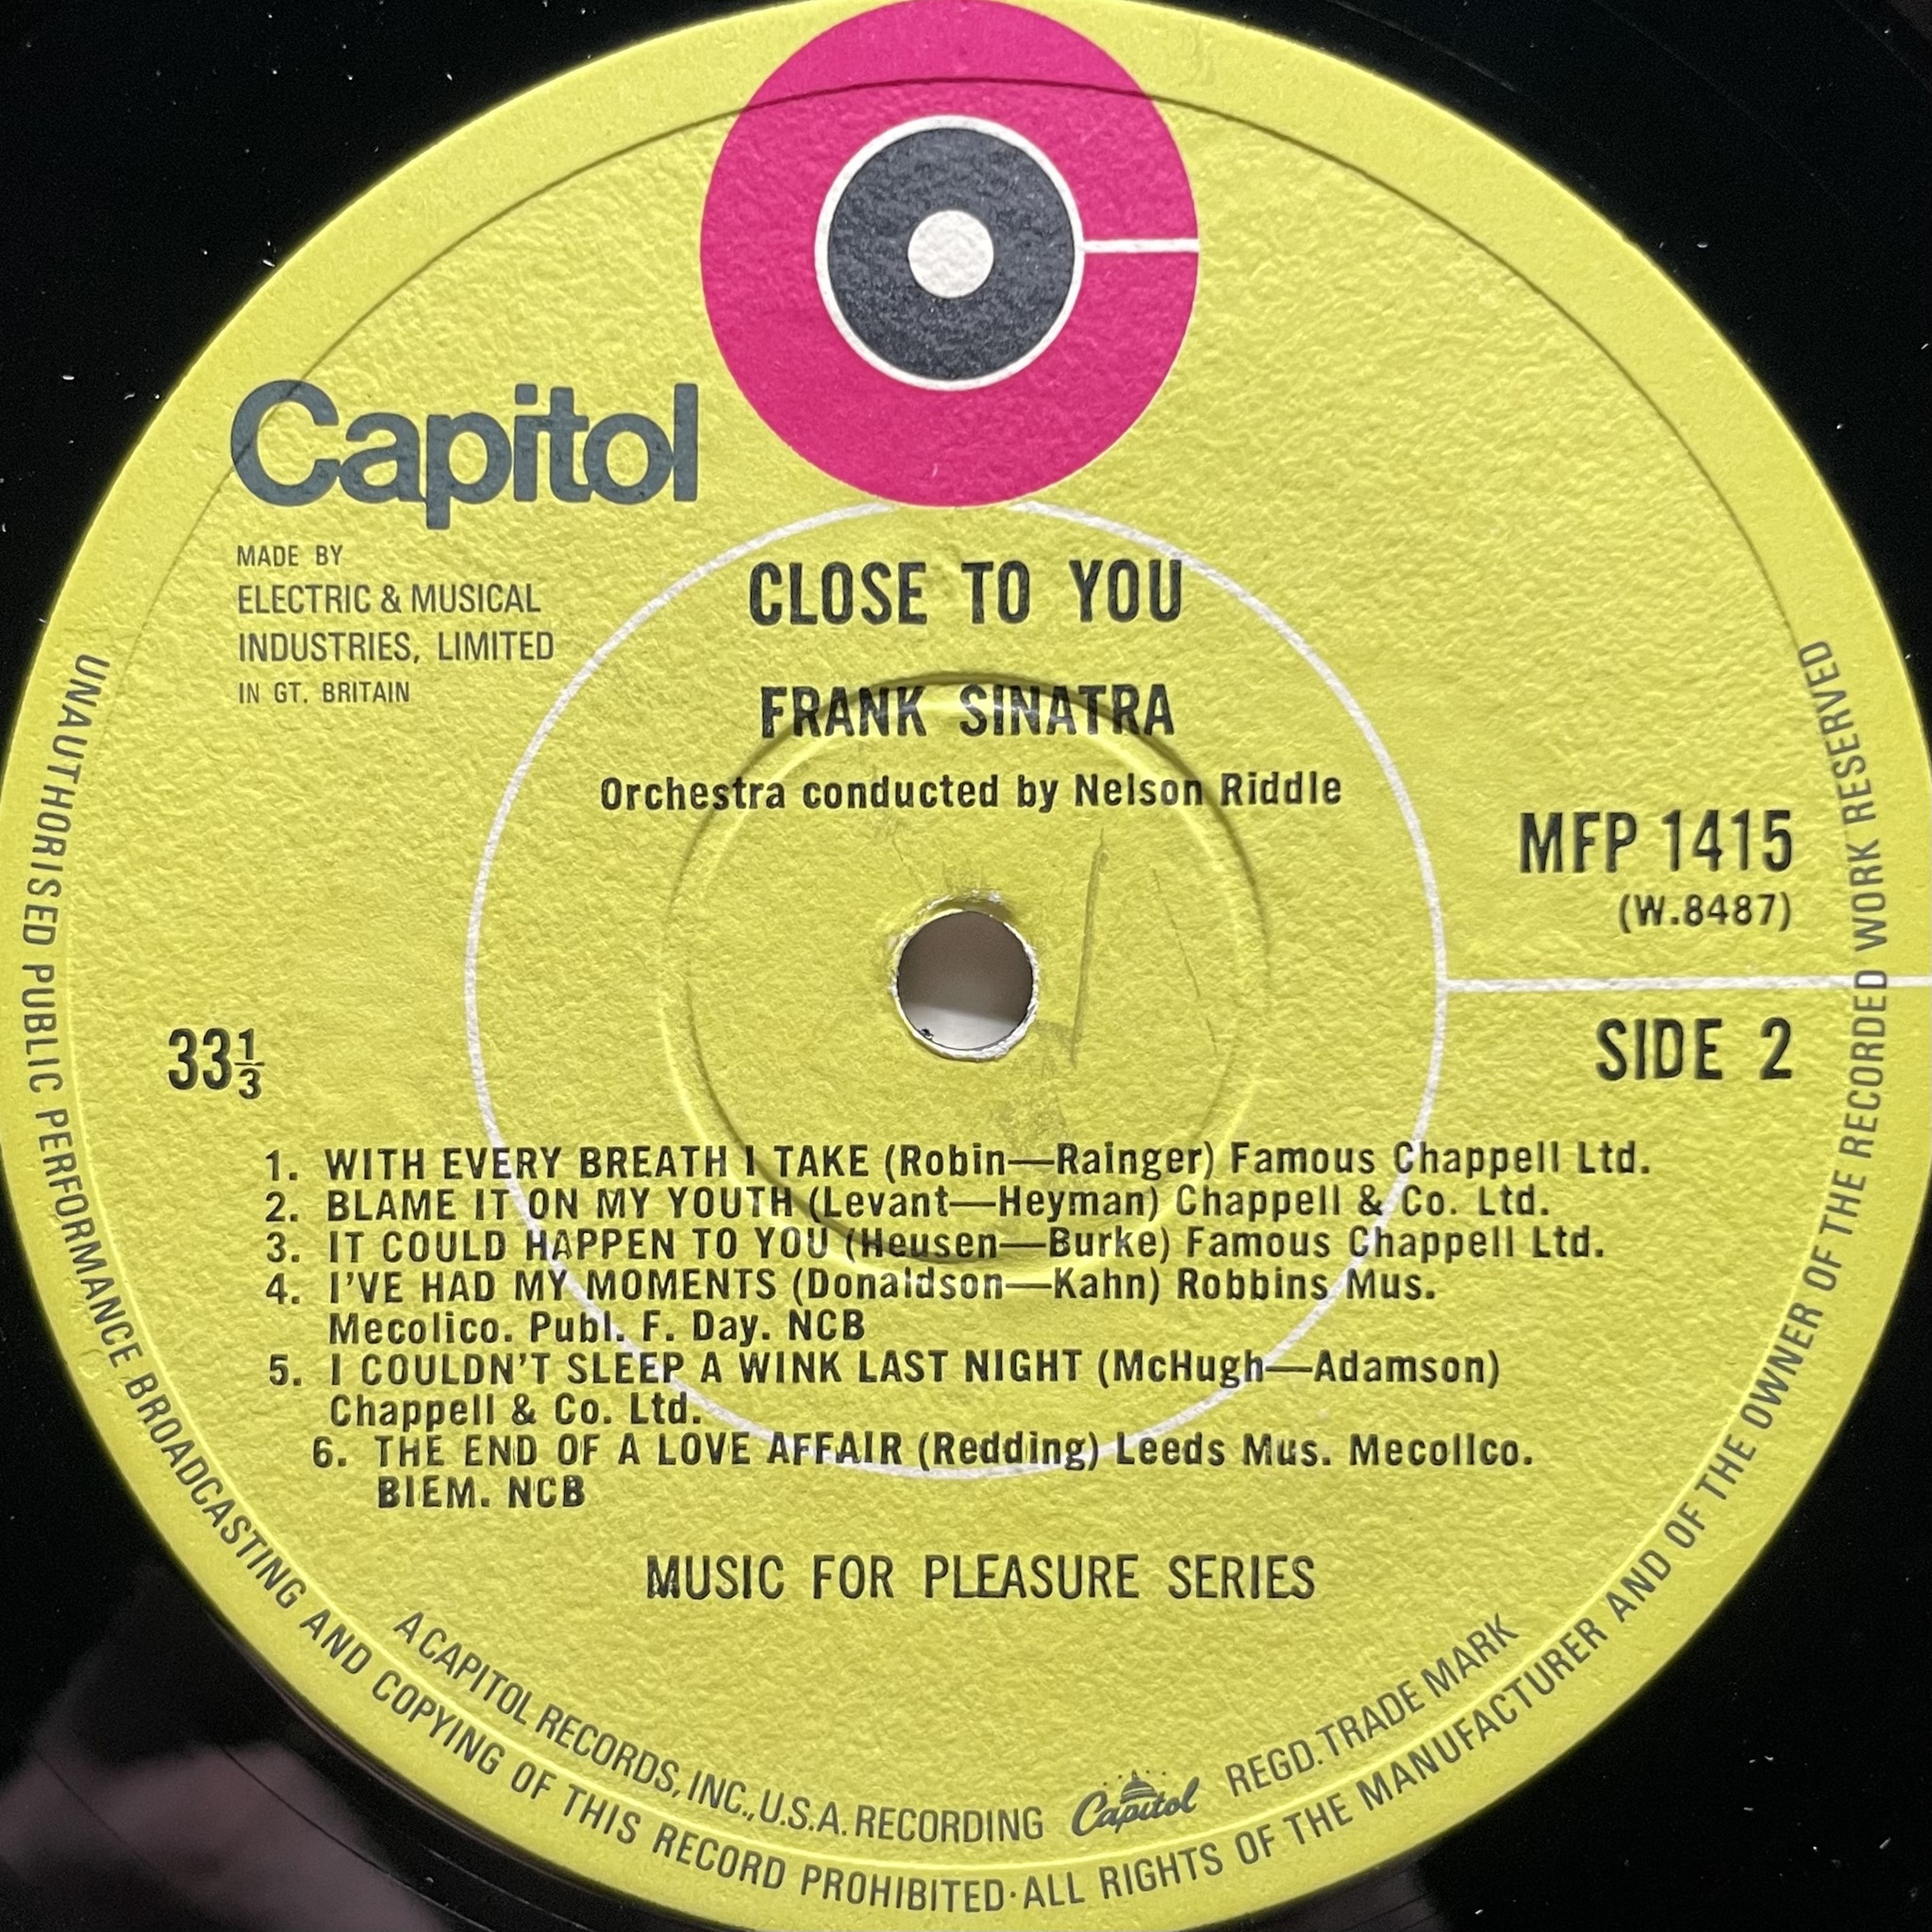 Capitol
MADE BY
ELECTRIC & MUSICAL
INDUSTRIES, LIMITED
IN GT. BRITAIN
CLOSE TO YOU
FRANK SINATRA
Orchestra conducted by Nelson Riddle
MFP 1415
(W.8487)
33⅓
SIDE 2
1. WITH EVERY BREATH I TAKE (Robin—Rainger) Famous Chappell Ltd.
2. BLAME IT ON MY YOUTH (Levant—Heyman) Chappell & Co. Ltd.
3. IT COULD HAPPEN TO YOU (Heusen—Burke) Famous Chappell Ltd.
4. I'VE HAD MY MOMENTS (Donaldson—Kahn) Robbins Mus.
Mecolico. Publ. F. Day. NCB
5. I COULDN'T SLEEP A WINK LAST NIGHT (McHugh—Adamson)
Chappell & Co. Ltd.
6. THE END OF A LOVE AFFAIR (Redding) Leeds Mus. Mecolico.
BIEM. NCB
MUSIC FOR PLEASURE SERIES
A CAPITOL RECORDS, INC., U.S.A. RECORDING Capitol REGD. TRADE MARK
UNAUTHORISED PUBLIC PERFORMANCE BROADCASTING AND COPYING OF THIS RECORD PROHIBITED·ALL RIGHTS OF THE MANUFACTURER AND OF THE OWNER OF THE RECORDED WORK RESERVED